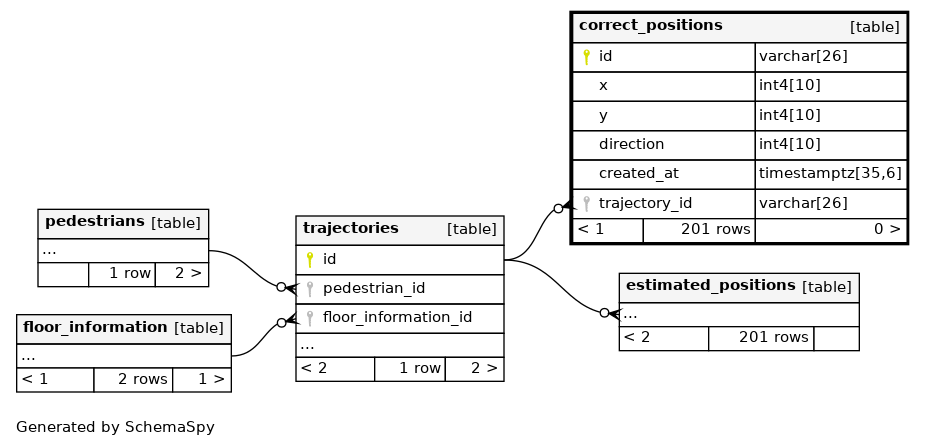 correct_positions [table]
id varchar[26]
x int4[10]
y int4[10]
direction int4[10]
created_at timestamptz[35,6]
trajectory_id varchar[26]
< 1 201 rows 0 >
pedestrians [table]
...
1 row 2 >
trajectories [table]
id
pedestrian_id
floor_information_id
...
< 2 1 row 2 >
estimated_positions [table]
...
< 2 201 rows
floor_information [table]
...
< 1 2 rows 1 >
Generated by SchemaSpy